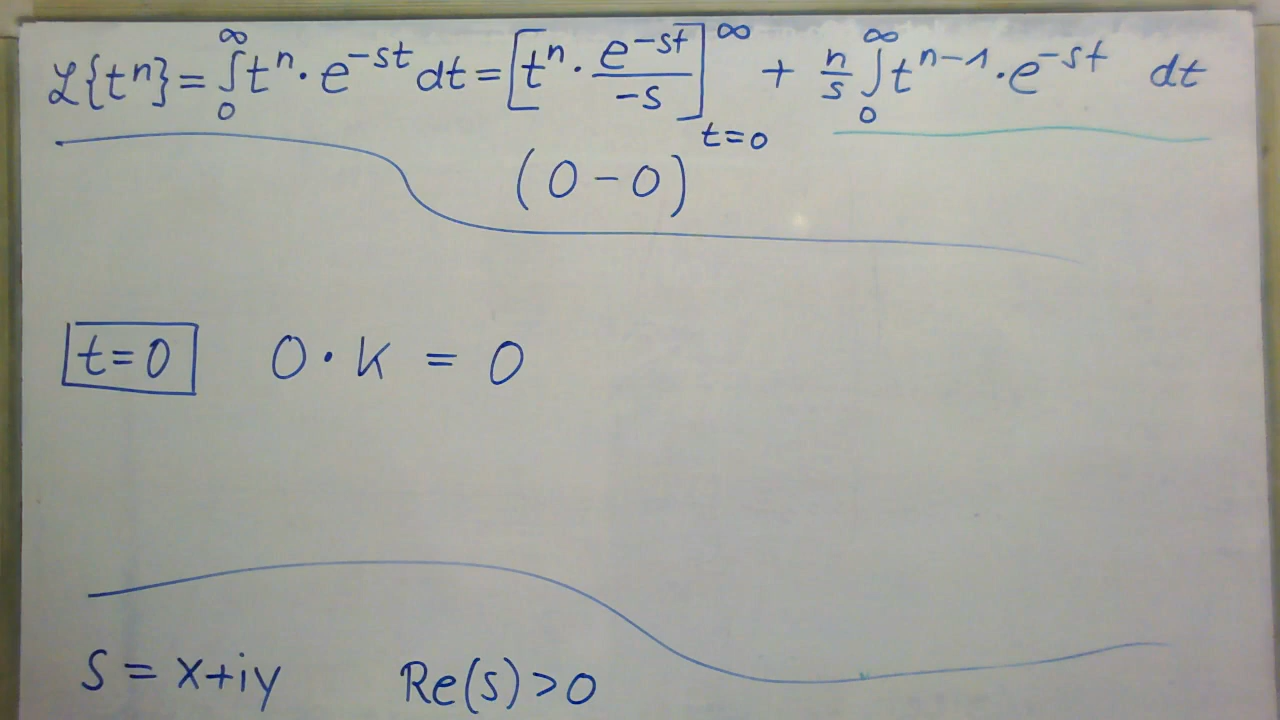 ℒ{tⁿ} = ∫₀^∞ tⁿ · e^{-st} dt = [tⁿ · e^{-st}/-s]_{t=0}^∞ + n/s ∫₀^∞ t^{n-1} · e^{-st} dt
(0 - 0)
t=0 0 · K = 0
s = x+iy Re(s) > 0